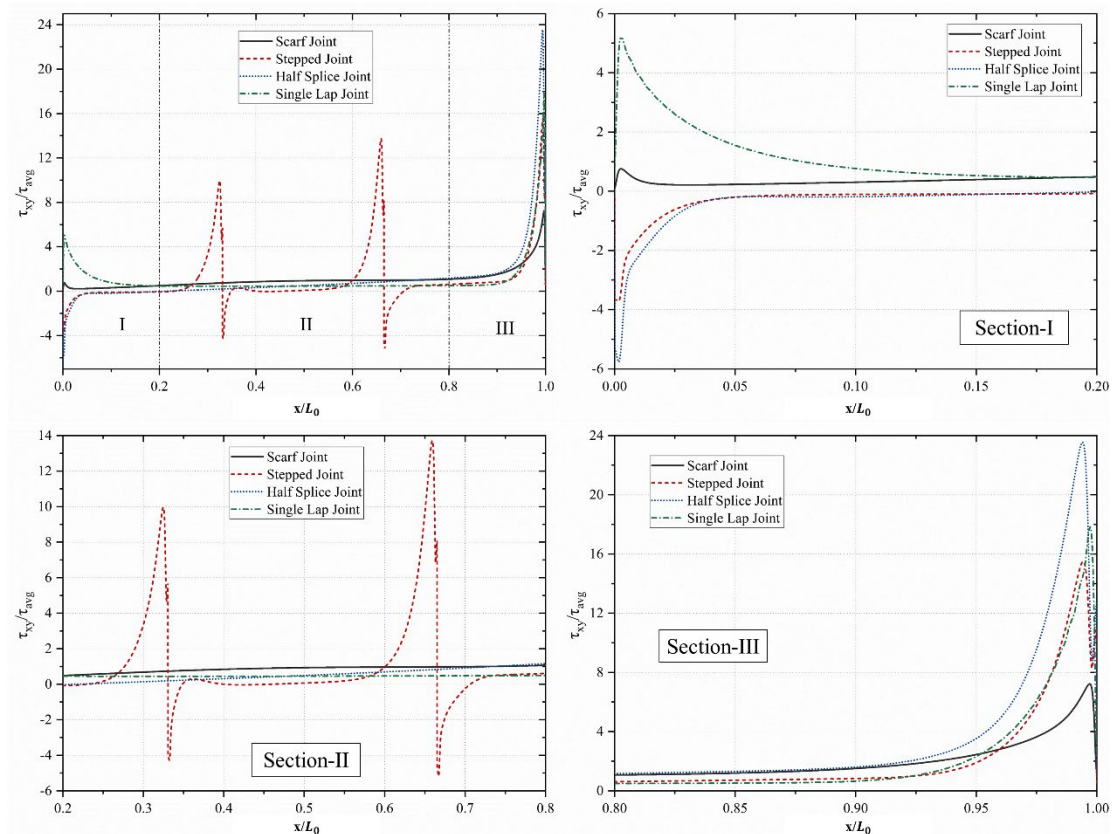 τxy/τavg
24
20
16
12
8
4
0
-4
Scarf Joint
Stepped Joint
Half Splice Joint
Single Lap Joint
I
II
III
0.0
0.2
0.4
0.6
0.8
1.0
x/L0
τxy/τavg
6
4
2
0
-2
-4
-6
Scarf Joint
Stepped Joint
Half Splice Joint
Single Lap Joint
Section-I
0.00
0.05
0.10
0.15
0.20
x/L0
τxy/τavg
14
12
10
8
6
4
2
0
-2
-4
-6
Scarf Joint
Stepped Joint
Half Splice Joint
Single Lap Joint
Section-II
0.2
0.3
0.4
0.5
0.6
0.7
0.8
x/L0
τxy/τavg
24
20
16
12
8
4
0
Scarf Joint
Stepped Joint
Half Splice Joint
Single Lap Joint
Section-III
0.80
0.85
0.90
0.95
1.00
x/L0